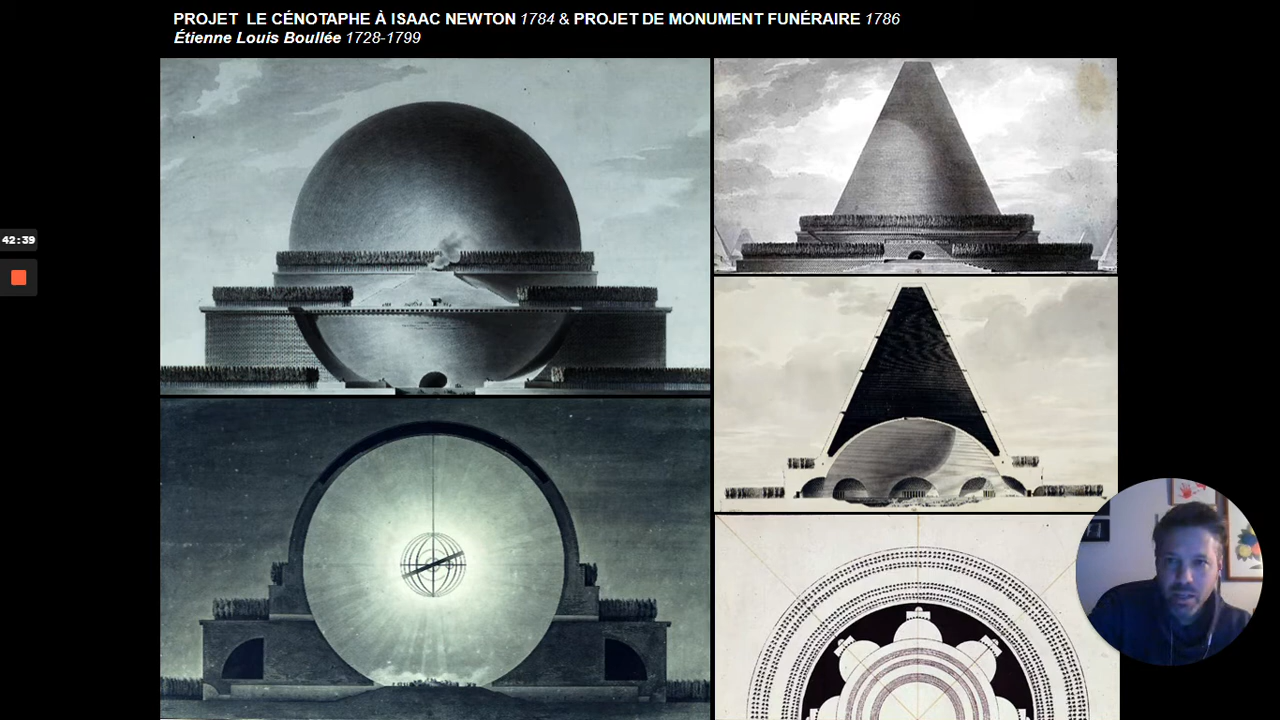 PROJET LE CÉNOTAPHE À ISAAC NEWTON 1784 & PROJET DE MONUMENT FUNÉRAIRE 1786
Étienne Louis Boullée 1728-1799
42:39